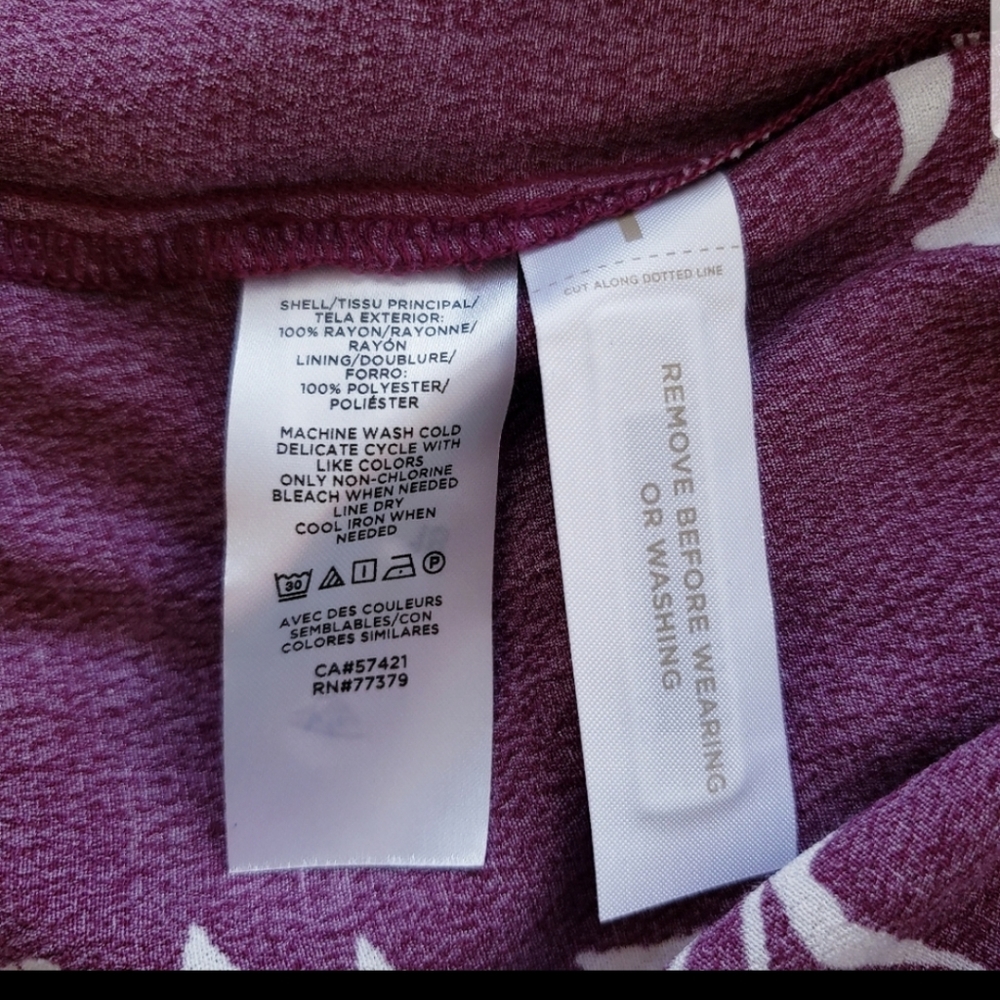 SHELL/TISSU PRINCIPAL/
TELA EXTERIOR:
100% RAYON/RAYONNE/
RAYÓN
LINING/DOUBLURE/
FORRO:
100% POLYESTER/
POLIÉSTER
MACHINE WASH COLD
DELICATE CYCLE WITH
LIKE COLORS
ONLY NON-CHLORINE
BLEACH WHEN NEEDED
LINE DRY
COOL IRON WHEN
NEEDED
30
P
AVEC DES COULEURS
SEMBLABLES/CON
COLORES SIMILARES
CA#57421
RN#77379
CUT ALONG DOTTED LINE
REMOVE BEFORE WEARING
OR WASHING